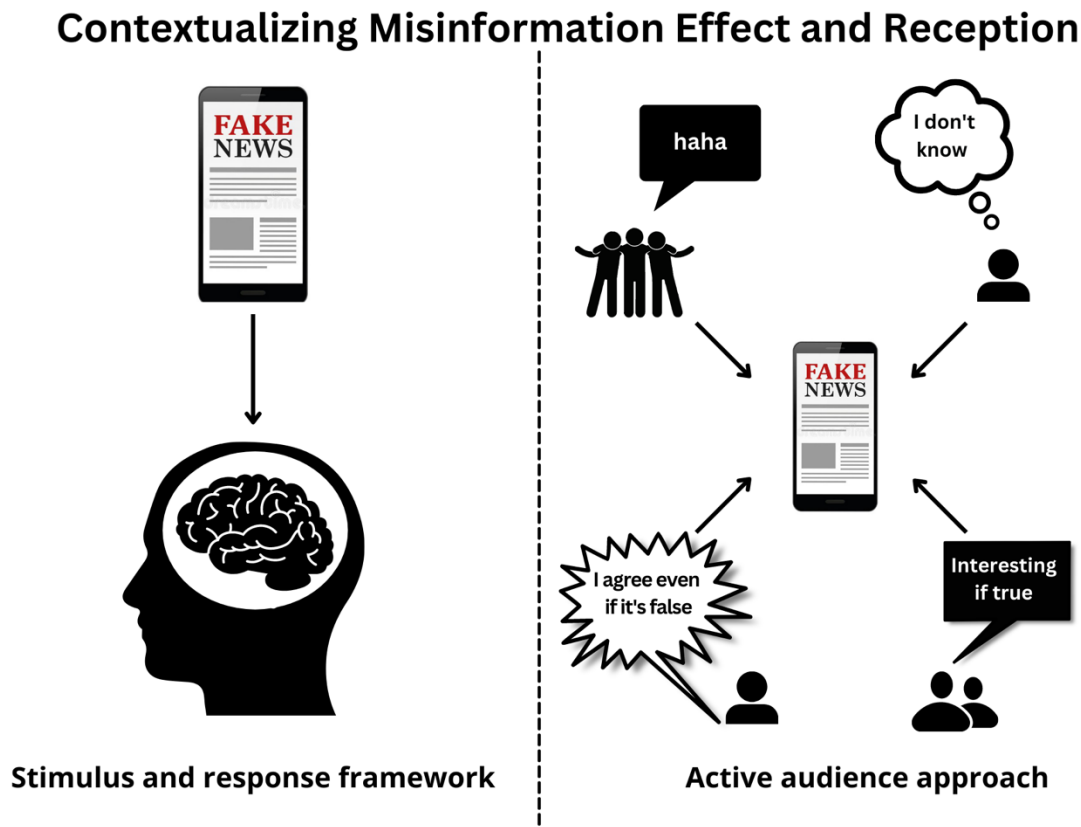 Contextualizing Misinformation Effect and Reception
FAKE
NEWS
Stimulus and response framework
haha
I don't
know
FAKE
NEWS
I agree even
if it's false
Interesting
if true
Active audience approach